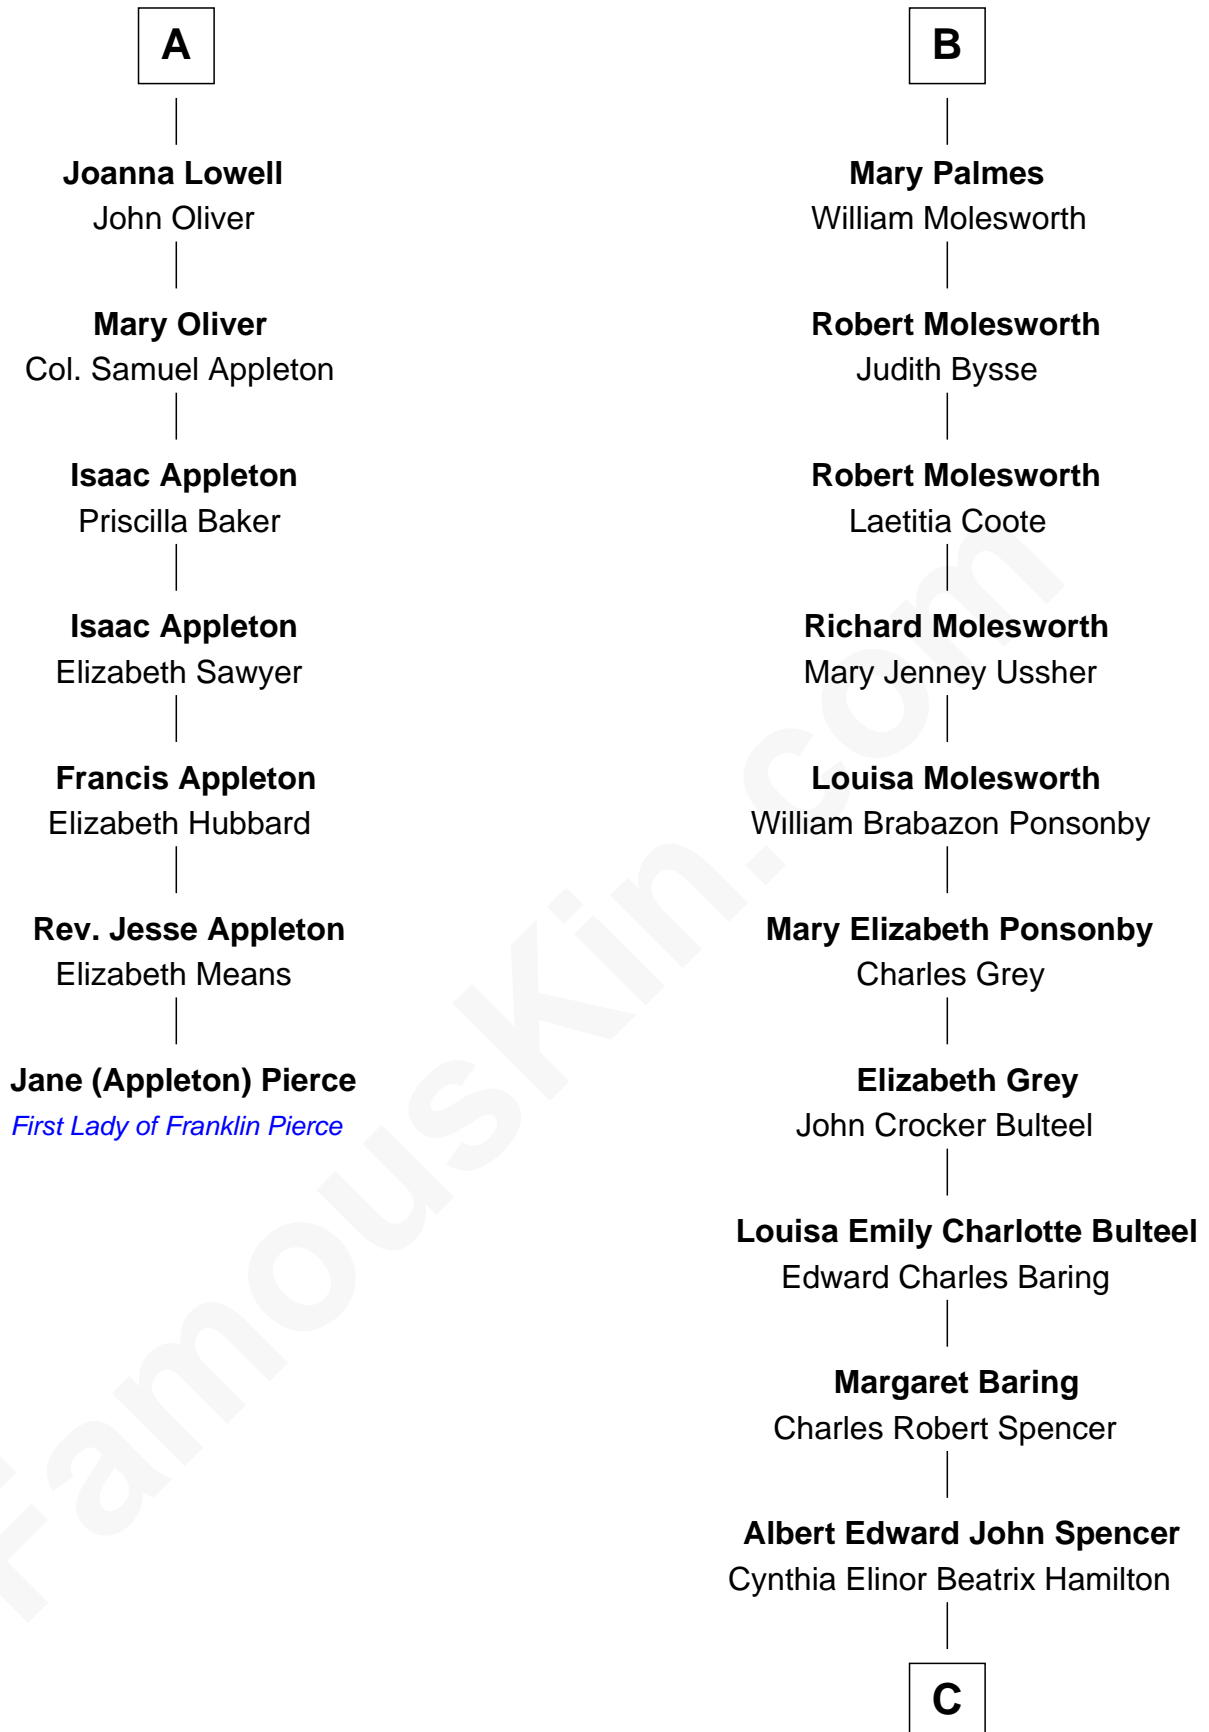 A
Joanna Lowell
John Oliver
Mary Oliver
Col. Samuel Appleton
Isaac Appleton
Priscilla Baker
Isaac Appleton
Elizabeth Sawyer
Francis Appleton
Elizabeth Hubbard
Rev. Jesse Appleton
Elizabeth Means
Jane (Appleton) Pierce
First Lady of Franklin Pierce
B
Mary Palmes
William Molesworth
Robert Molesworth
Judith Bysse
Robert Molesworth
Laetitia Coote
Richard Molesworth
Mary Jenney Ussher
Louisa Molesworth
William Brabazon Ponsonby
Mary Elizabeth Ponsonby
Charles Grey
Elizabeth Grey
John Crocker Bulteel
Louisa Emily Charlotte Bulteel
Edward Charles Baring
Margaret Baring
Charles Robert Spencer
Albert Edward John Spencer
Cynthia Elinor Beatrix Hamilton
C
FamousKin.com